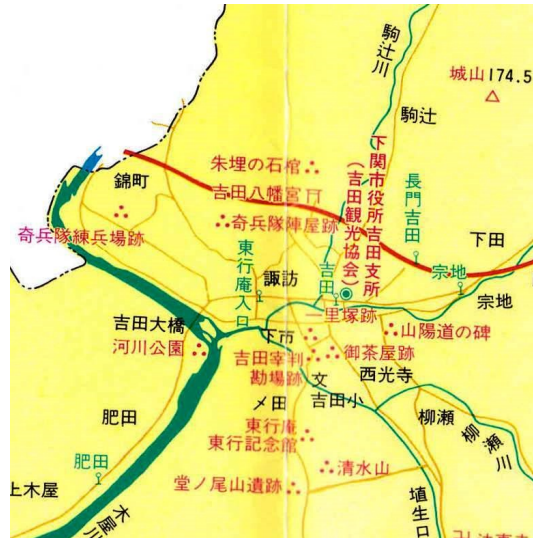 駒辻川
城山 174.5
駒辻
朱埋の石棺
下関市役所吉田支所
（吉田観光協会）
錦町
吉田八幡宮
長門吉田
奇兵隊陣屋跡
奇兵隊練兵場跡
東行庵入口
下田
諏訪
吉田
宗地
宗地
吉田大橋
一里塚跡
下市
山陽道の碑
河川公園
吉田宰判
勘場跡
御茶屋跡
文
西光寺
メ田
吉田小
肥田
柳瀬
東行庵
東行記念館
柳瀬川
肥田
清水山
上木屋
堂ノ尾山遺跡
木屋川
埴生口